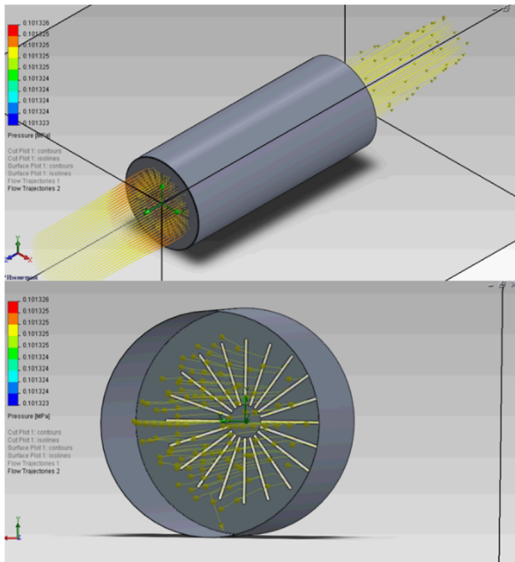 0.101326
0.101325
0.101325
0.101325
0.101324
0.101324
0.101324
0.101324
0.101323
Pressure [MPa]
Cut Plot 1: contours
Cut Plot 1: isolines
Surface Plot 1: contours
Surface Plot 1: isolines
Flow Trajectories 1
Flow Trajectories 2
Y
X
Z
0.101326
0.101325
0.101325
0.101325
0.101324
0.101324
0.101324
0.101324
0.101323
Pressure [MPa]
Cut Plot 1: contours
Cut Plot 1: isolines
Surface Plot 1: contours
Surface Plot 1: isolines
Flow Trajectories 1
Flow Trajectories 2
Y